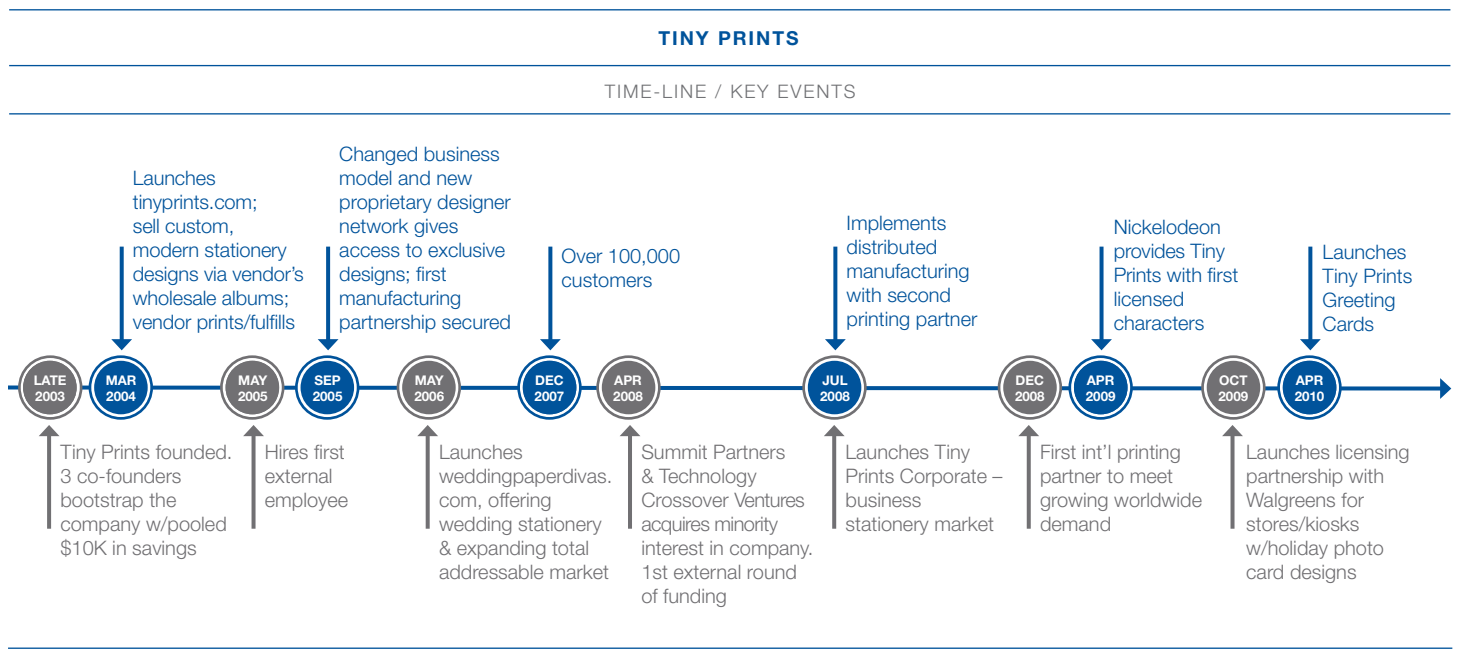 TINY PRINTS
TIME-LINE / KEY EVENTS
Launches
tinyprints.com;
sell custom,
modern stationery
designs via vendor's
wholesale albums;
vendor prints/fulfills
Changed business
model and new
proprietary designer
network gives
access to exclusive
designs; first
manufacturing
partnership secured
Over 100,000
customers
Implements
distributed
manufacturing
with second
printing partner
Nickelodeon
provides Tiny
Prints with first
licensed
characters
Launches
Tiny Prints
Greeting
Cards
LATE
2003
MAR
2004
MAY
2005
SEP
2005
MAY
2006
DEC
2007
APR
2008
JUL
2008
DEC
2008
APR
2009
OCT
2009
APR
2010
Tiny Prints founded.
3 co-founders
bootstrap the
company w/pooled
$10K in savings
Hires first
external
employee
Launches
weddingpaperdivas.
com, offering
wedding stationery
& expanding total
addressable market
Summit Partners
& Technology
Crossover Ventures
acquires minority
interest in company.
1st external round
of funding
Launches Tiny
Prints Corporate –
business
stationery market
First int'l printing
partner to meet
growing worldwide
demand
Launches licensing
partnership with
Walgreens for
stores/kiosks
w/holiday photo
card designs